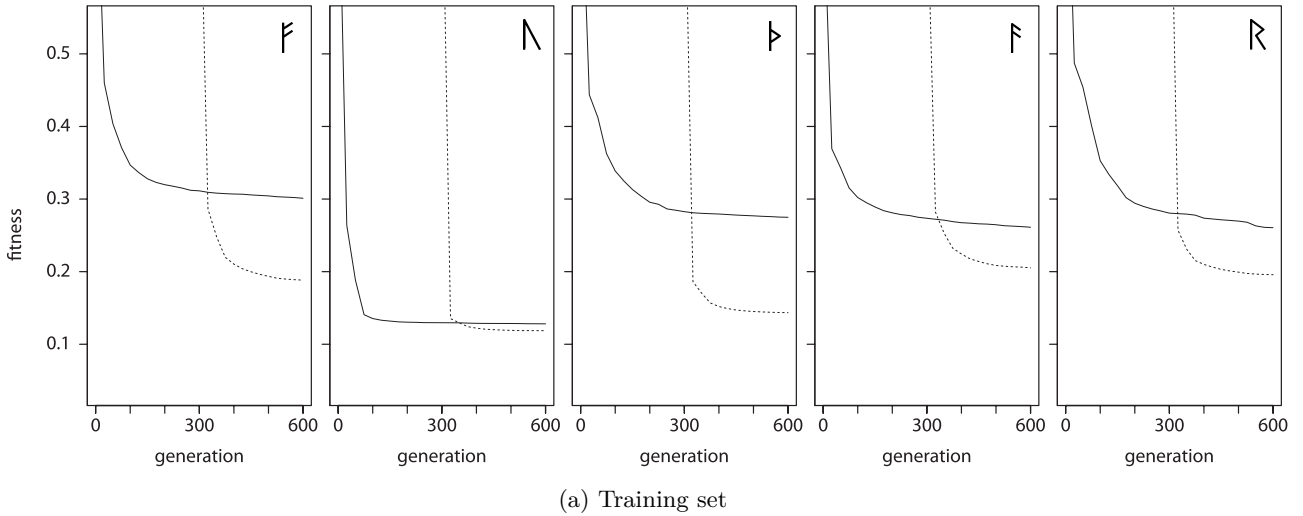 ᚠ ᚢ ᚦ ᚨ ᚱ
fitness
0.5
0.4
0.3
0.2
0.1
0 300 600 0 300 600 0 300 600 0 300 600 0 300 600
generation generation generation generation generation
(a) Training set